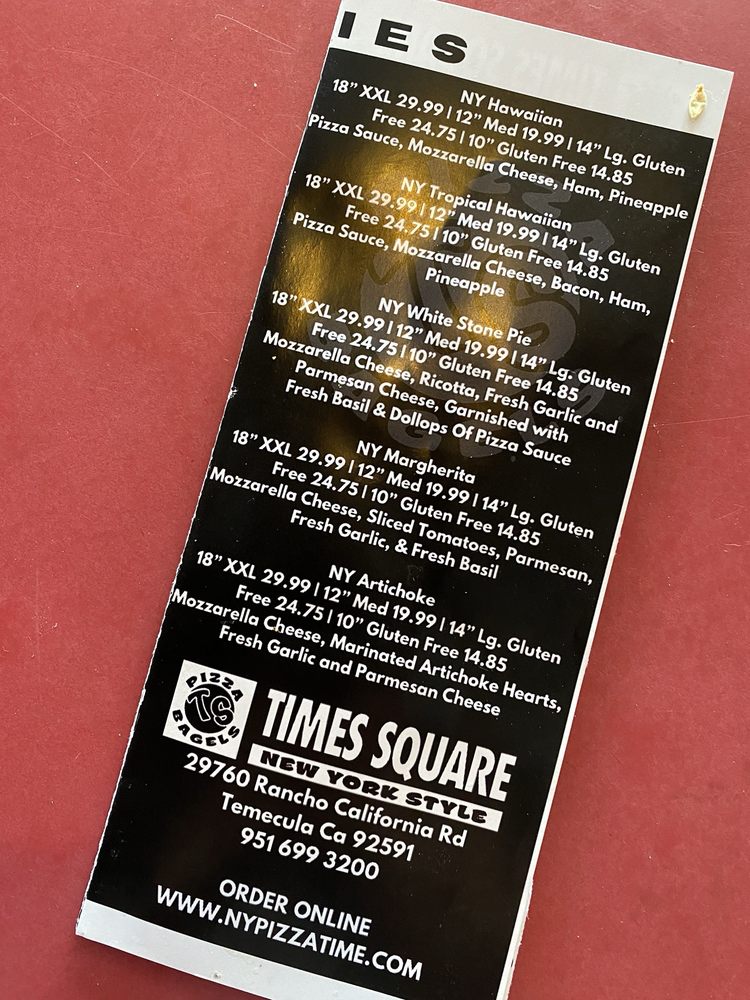 IES
NY Hawaiian
18” XXL 29.99 | 12” Med 19.99 | 14” Lg. Gluten
Free 24.75 | 10” Gluten Free 14.85
Pizza Sauce, Mozzarella Cheese, Ham, Pineapple
NY Tropical Hawaiian
18” XXL 29.99 | 12” Med 19.99 | 14” Lg. Gluten
Free 24.75 | 10” Gluten Free 14.85
Pizza Sauce, Mozzarella Cheese, Bacon, Ham,
Pineapple
NY White Stone Pie
18” XXL 29.99 | 12” Med 19.99 | 14” Lg. Gluten
Free 24.75 | 10” Gluten Free 14.85
Mozzarella Cheese, Ricotta, Fresh Garlic and
Parmesan Cheese, Garnished with
Fresh Basil & Dollops Of Pizza Sauce
NY Margherita
18” XXL 29.99 | 12” Med 19.99 | 14” Lg. Gluten
Free 24.75 | 10” Gluten Free 14.85
Mozzarella Cheese, Sliced Tomatoes, Parmesan,
Fresh Garlic, & Fresh Basil
NY Artichoke
18” XXL 29.99 | 12” Med 19.99 | 14” Lg. Gluten
Free 24.75 | 10” Gluten Free 14.85
Mozzarella Cheese, Marinated Artichoke Hearts,
Fresh Garlic and Parmesan Cheese
PIZZA
TS
BAGELS
TIMES SQUARE
NEW YORK STYLE
29760 Rancho California Rd
Temecula Ca 92591
951 699 3200
ORDER ONLINE
WWW.NYPIZZATIME.COM